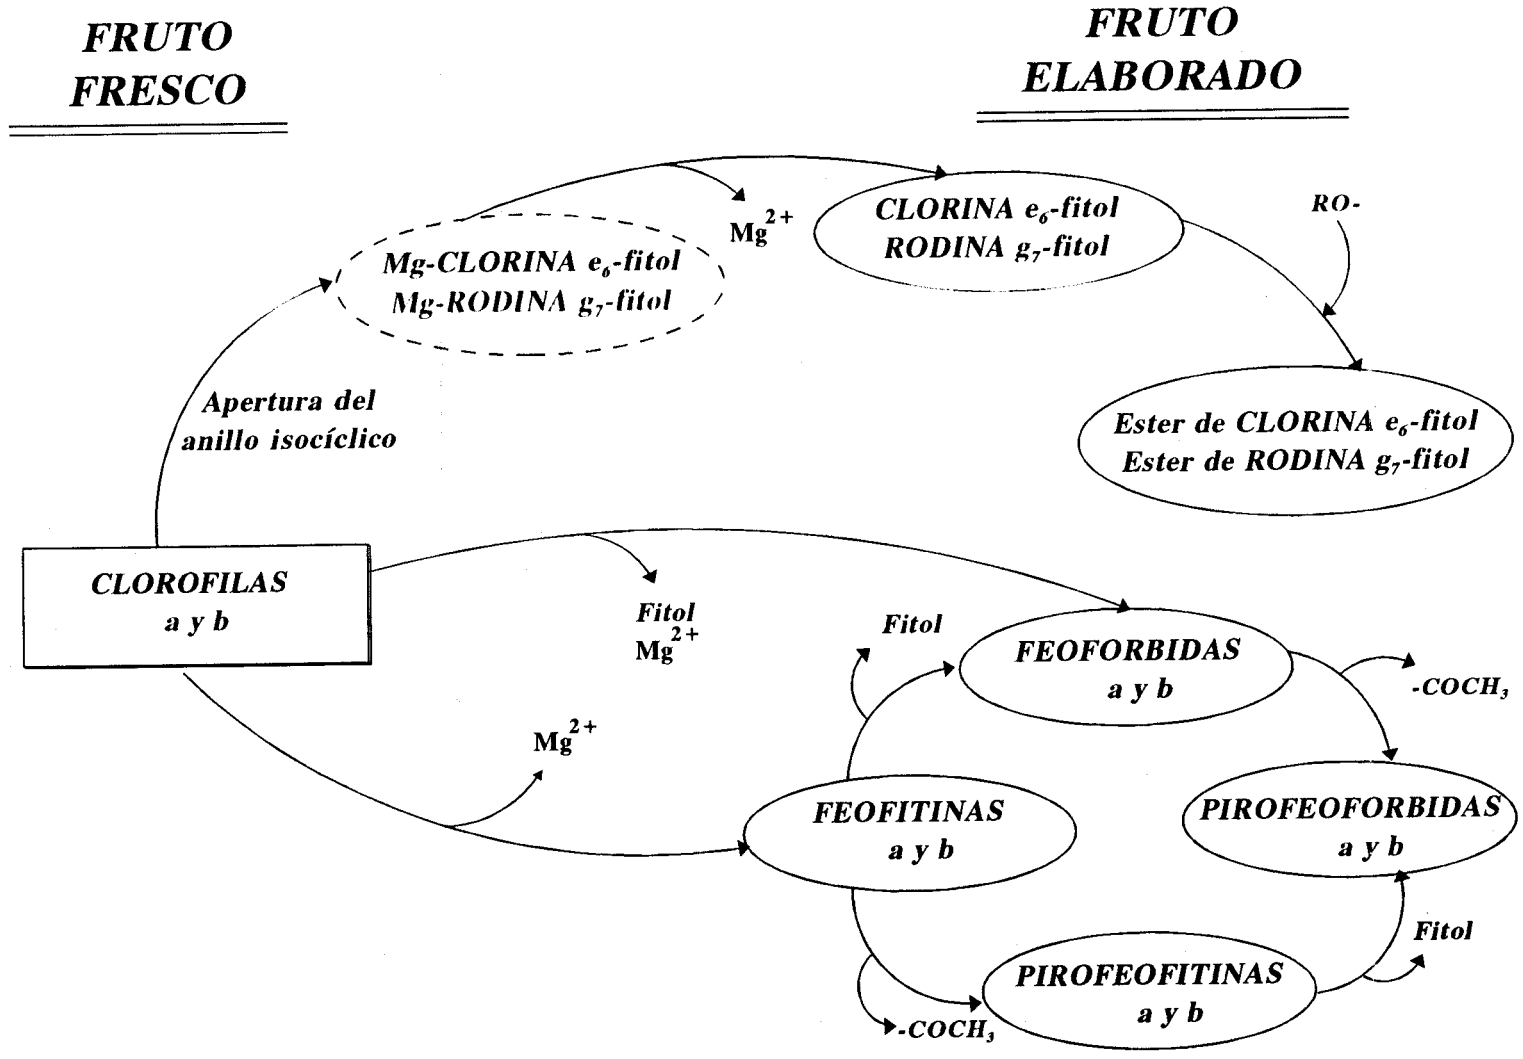 FRUTO
FRESCO
FRUTO
ELABORADO
Mg-CLORINA e₆-fitol
Mg-RODINA g₇-fitol
Mg²⁺
CLORINA e₆-fitol
RODINA g₇-fitol
RO-
Apertura del
anillo isocíclico
Ester de CLORINA e₆-fitol
Ester de RODINA g₇-fitol
CLOROFILAS
a y b
Fitol
Mg²⁺
Fitol
FEOFORBIDAS
a y b
-COCH₃
Mg²⁺
FEOFITINAS
a y b
PIROFEOFORBIDAS
a y b
Fitol
PIROFEOFITINAS
a y b
-COCH₃